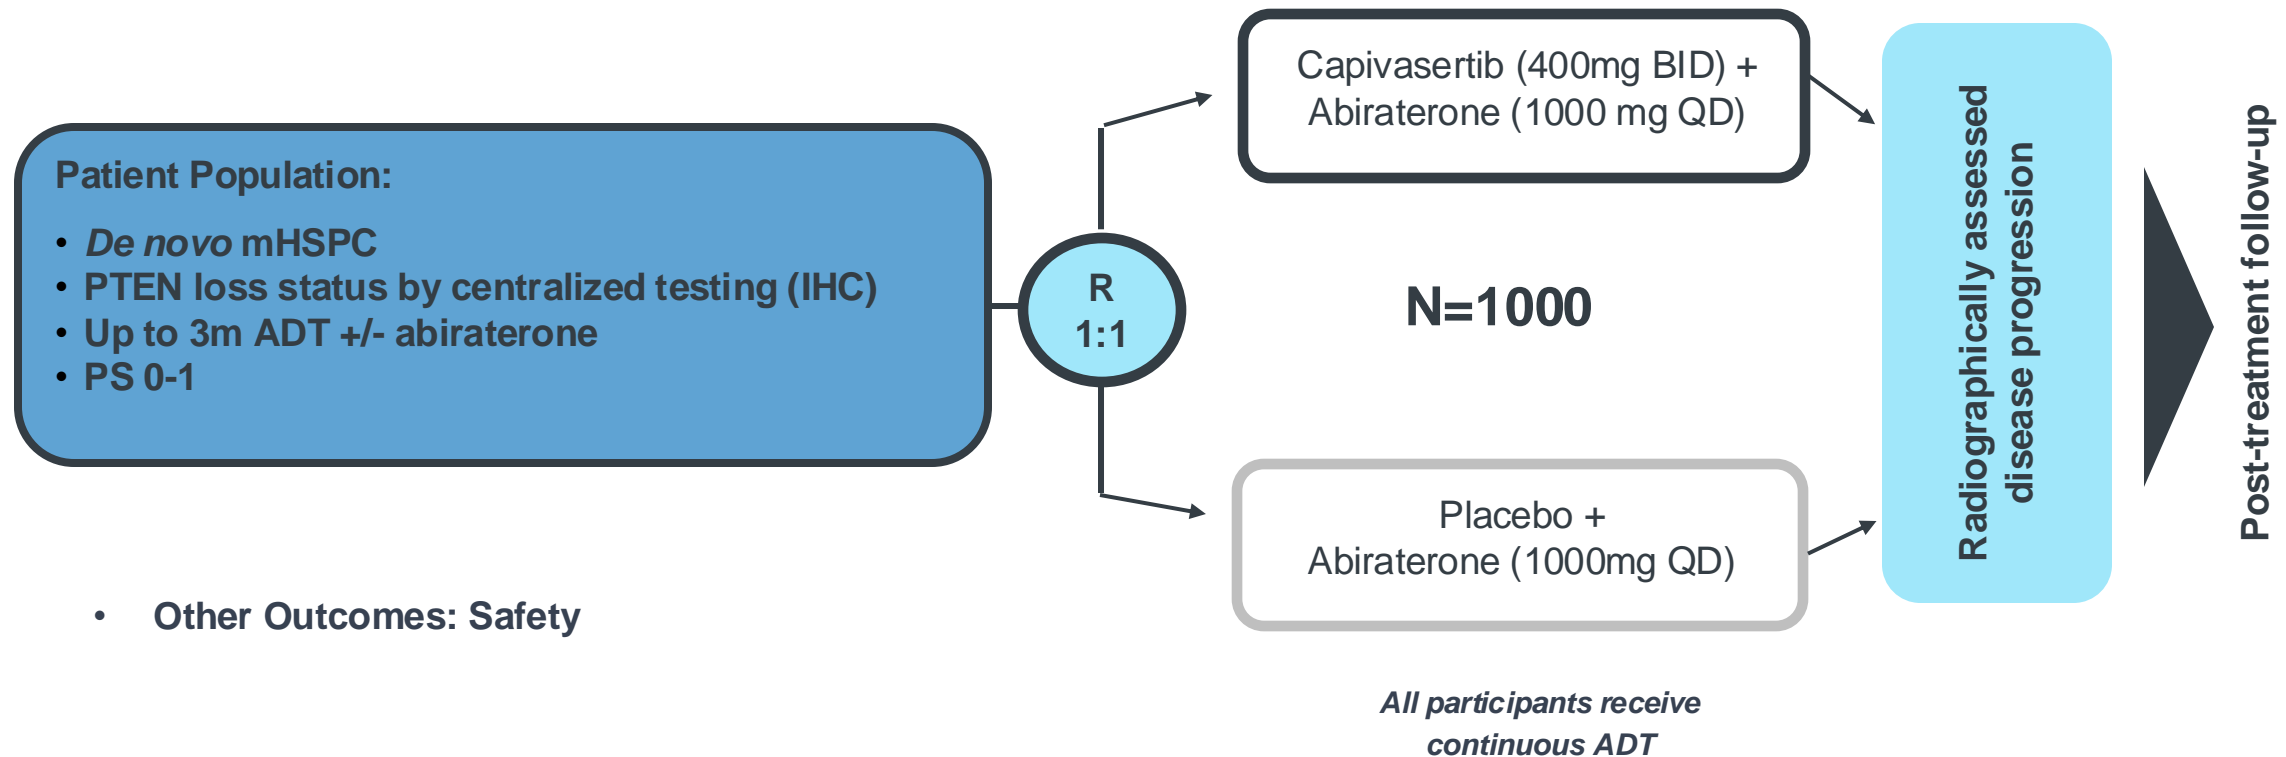 Patient Population:
• De novo mHSPC
• PTEN loss status by centralized testing (IHC)
• Up to 3m ADT +/- abiraterone
• PS 0-1
R
1:1
Capivasertib (400mg BID) +
Abiraterone (1000 mg QD)
N=1000
Placebo +
Abiraterone (1000mg QD)
Radiographically assessed
disease progression
Post-treatment follow-up
• Other Outcomes: Safety
All participants receive
continuous ADT